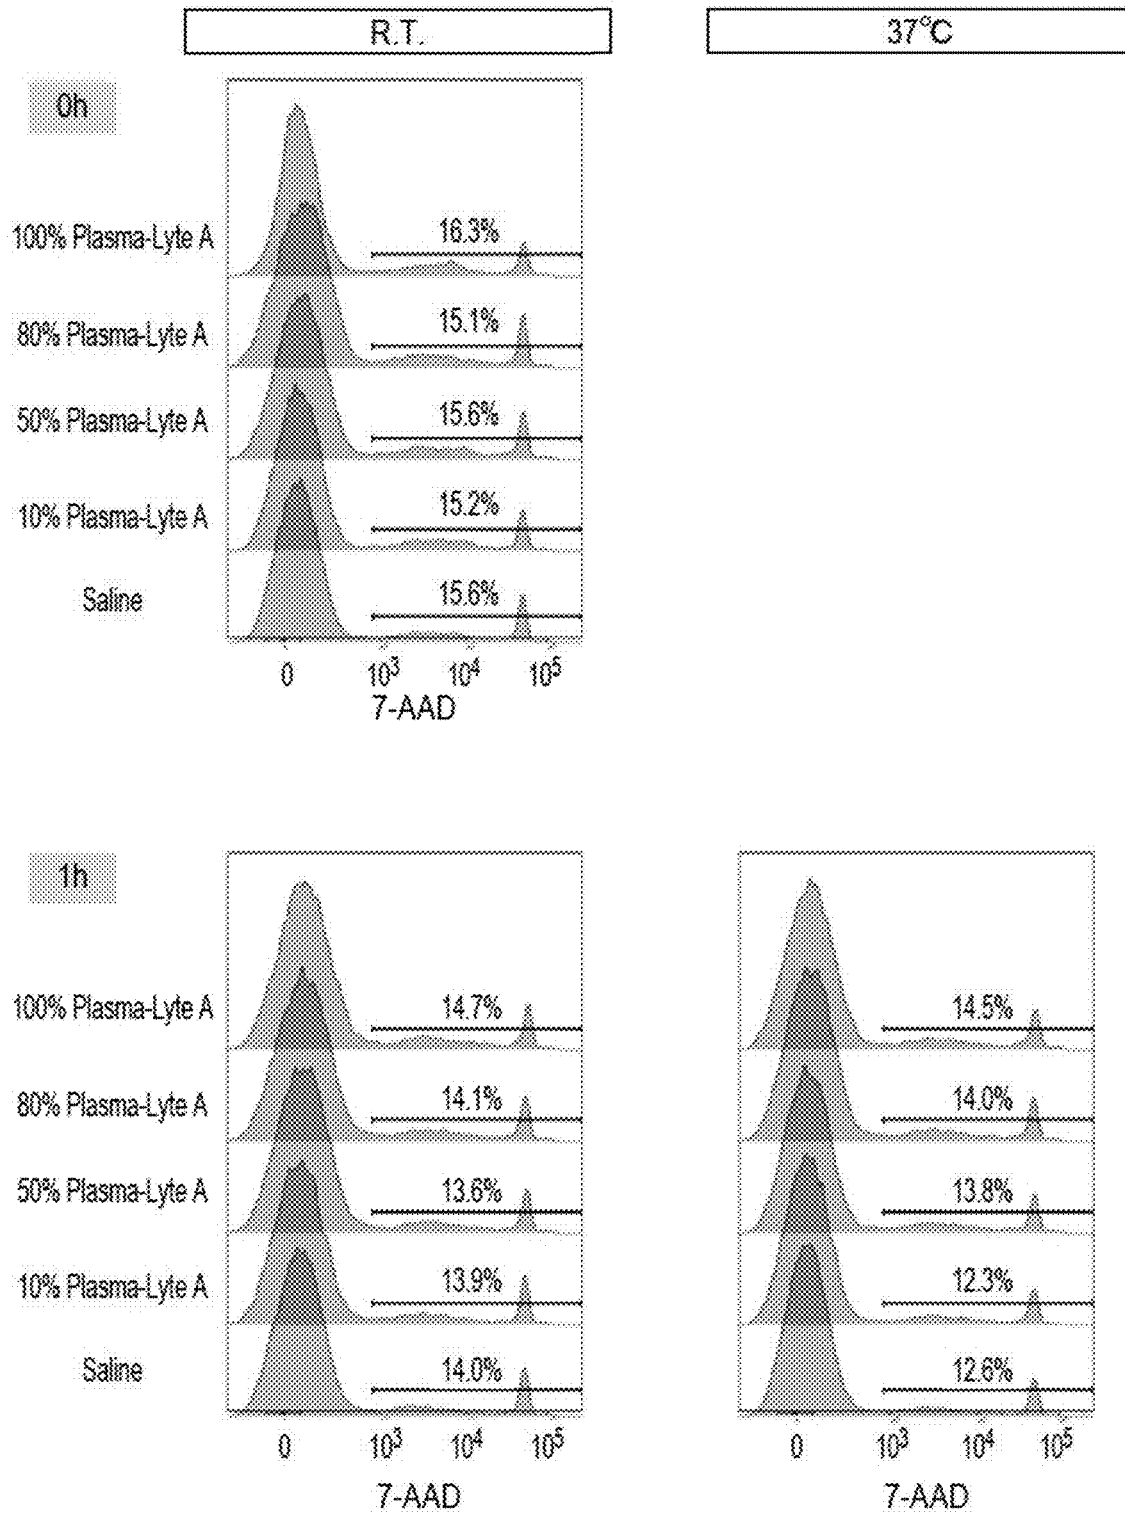 R.T.
37°C
0h
100% Plasma-Lyte A
16.3%
80% Plasma-Lyte A
15.1%
50% Plasma-Lyte A
15.6%
10% Plasma-Lyte A
15.2%
Saline
15.6%
0 10³ 10⁴ 10⁵
7-AAD
1h
100% Plasma-Lyte A
14.7%
14.5%
80% Plasma-Lyte A
14.1%
14.0%
50% Plasma-Lyte A
13.6%
13.8%
10% Plasma-Lyte A
13.9%
12.3%
Saline
14.0%
12.6%
0 10³ 10⁴ 10⁵
0 10³ 10⁴ 10⁵
7-AAD
7-AAD